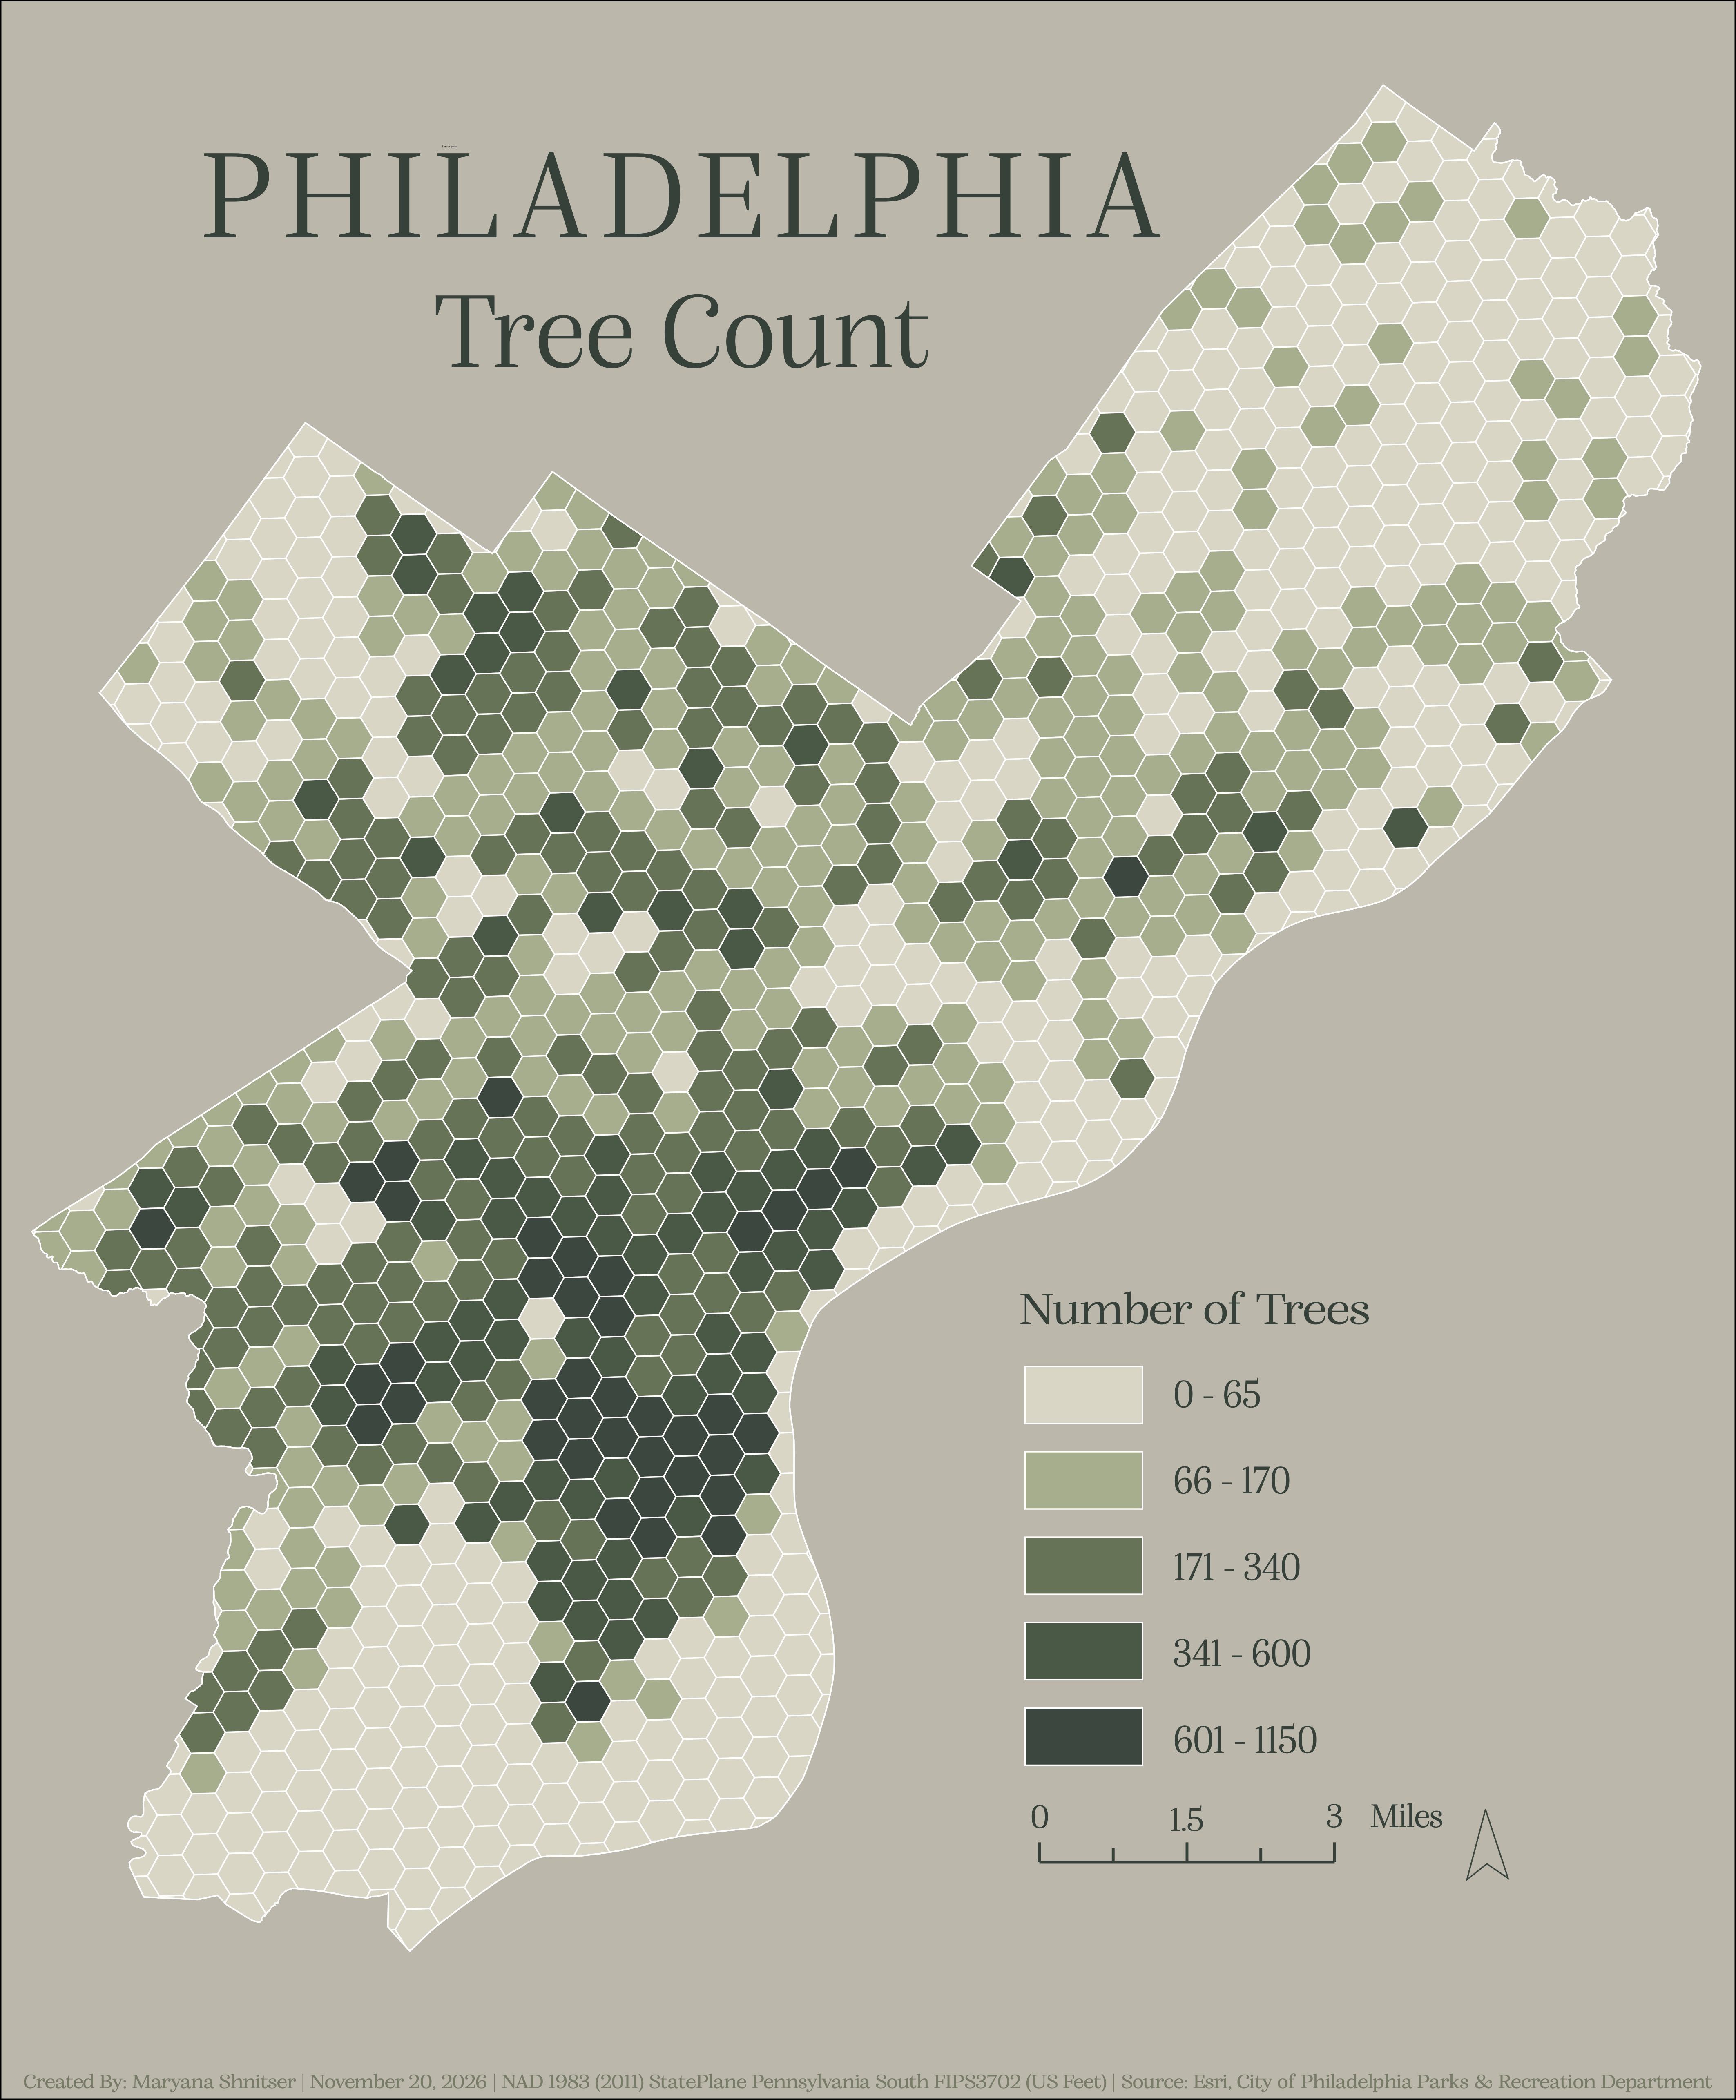 PHILADELPHIA
Tree Count
Number of Trees
0 - 65
66 - 170
171 - 340
341 - 600
601 - 1150
0 1.5 3 Miles
Created By: Maryana Shnitser | November 20, 2026 | NAD 1983 (2011) StatePlane Pennsylvania South FIPS3702 (US Feet) | Source: Esri, City of Philadelphia Parks & Recreation Department